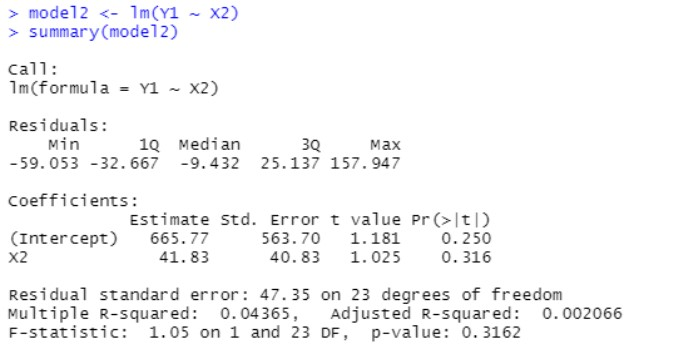 > model2 <- lm(Y1 ~ X2)
> summary(model2)
Call:
lm(formula = Y1 ~ X2)
Residuals:
Min 1Q Median 3Q Max
-59.053 -32.667 -9.432 25.137 157.947
Coefficients:
Estimate Std. Error t value Pr(>|t|)
(Intercept) 665.77 563.70 1.181 0.250
X2 41.83 40.83 1.025 0.316
Residual standard error: 47.35 on 23 degrees of freedom
Multiple R-squared: 0.04365, Adjusted R-squared: 0.002066
F-statistic: 1.05 on 1 and 23 DF, p-value: 0.3162